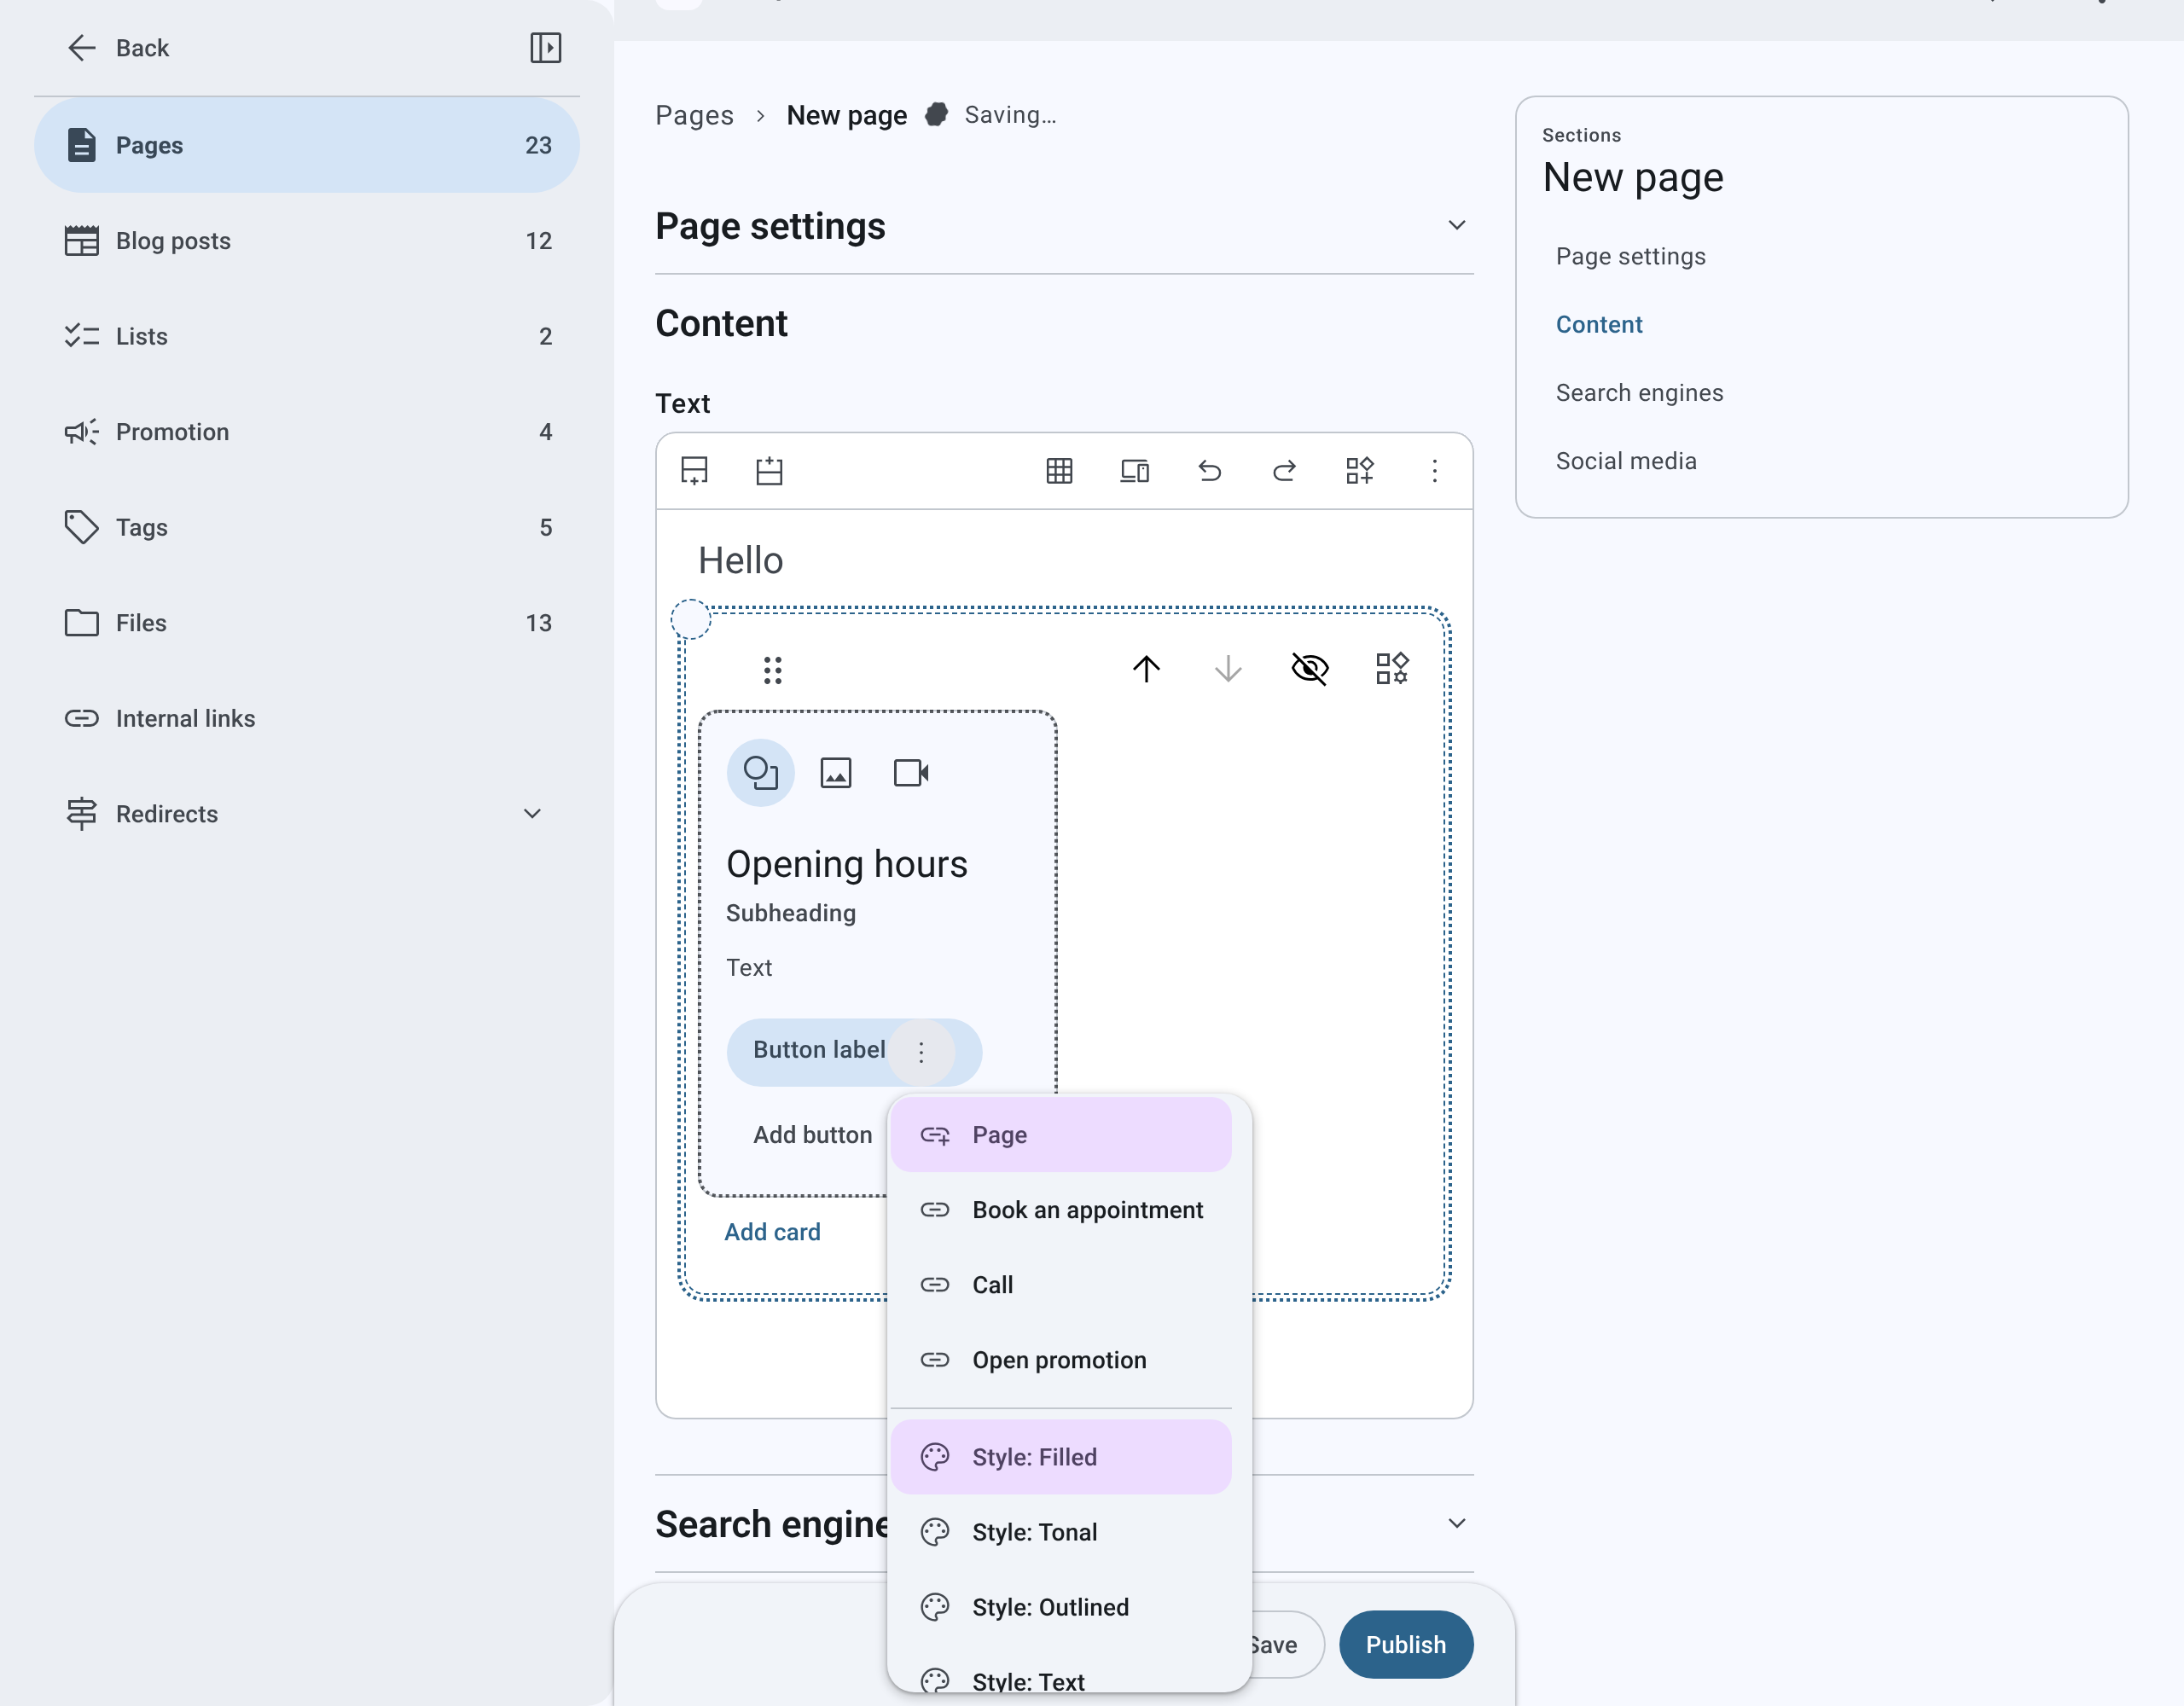 Back
Pages 23
Blog posts 12
Lists 2
Promotion 4
Tags 5
Files 13
Internal links
Redirects
Pages > New page Saving...
Page settings
Content
Text
Hello
Opening hours
Subheading
Text
Button label
Add button
Add card
Page
Book an appointment
Call
Open promotion
Style: Filled
Style: Tonal
Style: Outlined
Style: Text
Search engine
Save
Publish
Sections
New page
Page settings
Content
Search engines
Social media